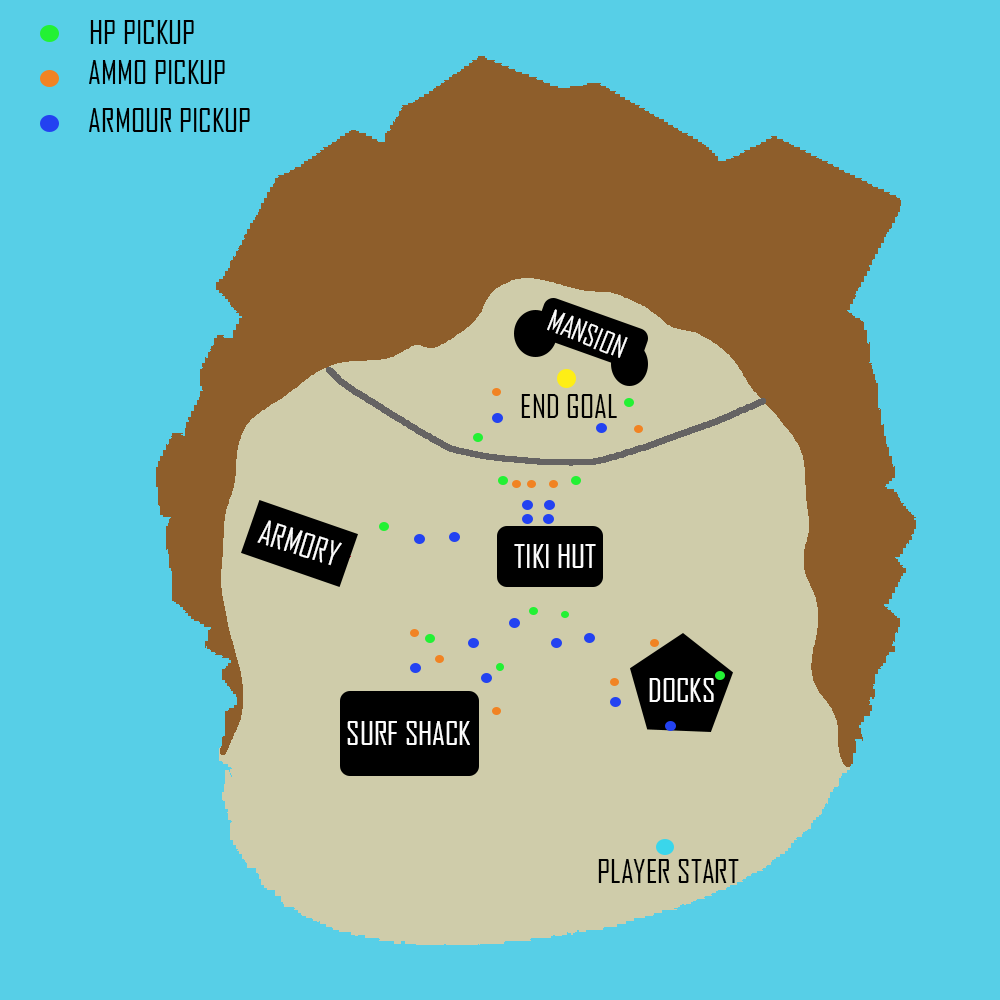 HP PICKUP
AMMO PICKUP
ARMOUR PICKUP
MANSION
END GOAL
ARMORY
TIKI HUT
DOCKS
SURF SHACK
PLAYER START